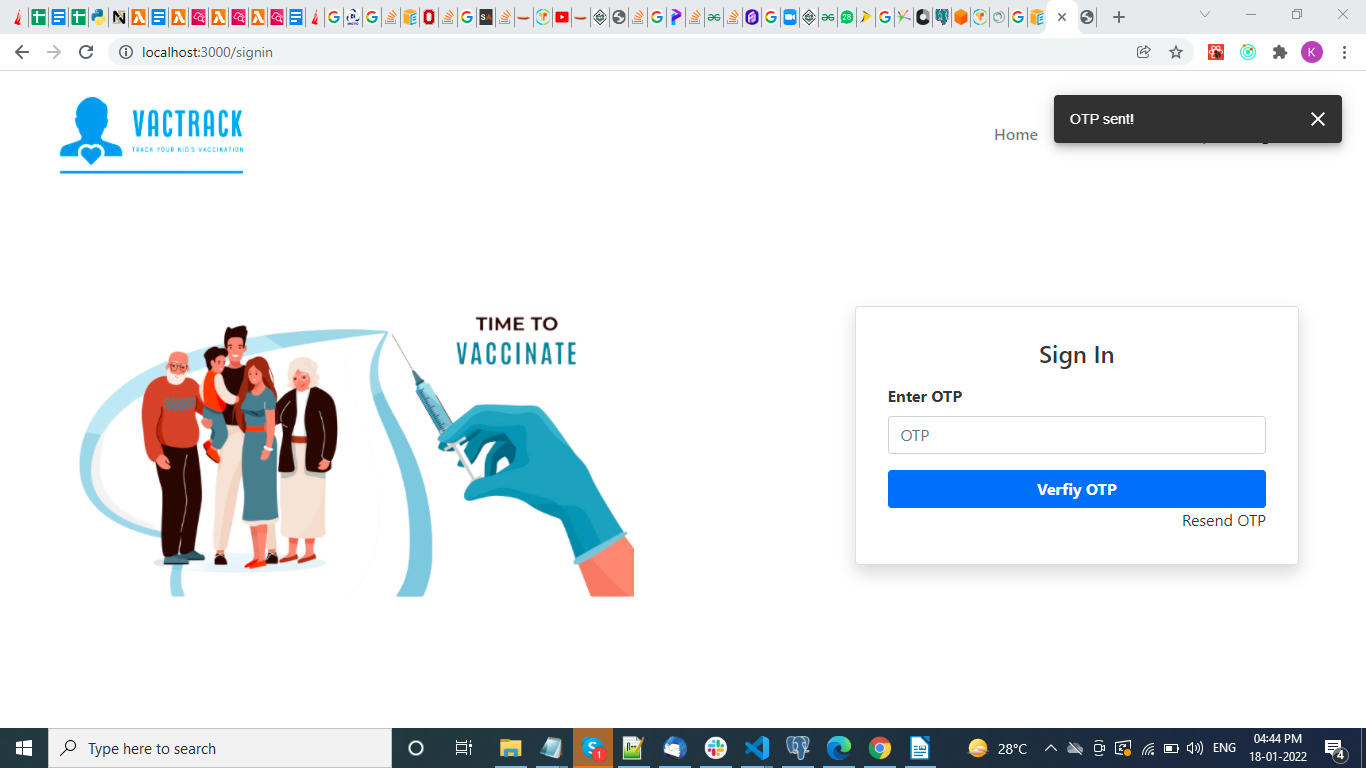 localhost:3000/signin
K
VACTRACK
TRACK YOUR KID'S VACCINATION
Home
OTP sent!
TIME TO
VACCINATE
Sign In
Enter OTP
OTP
Verfiy OTP
Resend OTP
Type here to search
28°C
ENG
04:44 PM
18-01-2022
4